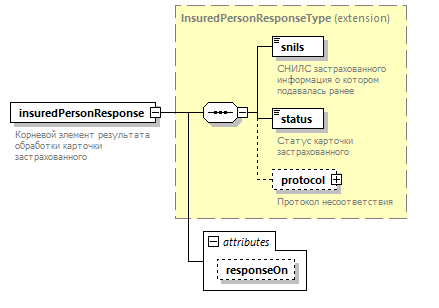 InsuredPersonResponseType (extension)
snils
СНИЛС застрахованного
информация о котором
подавалась ранее
insuredPersonResponse
Корневой элемент результата
обработки карточки
застрахованного
status
Статус карточки
застрахованного
protocol
Протокол несоответствия
attributes
responseOn